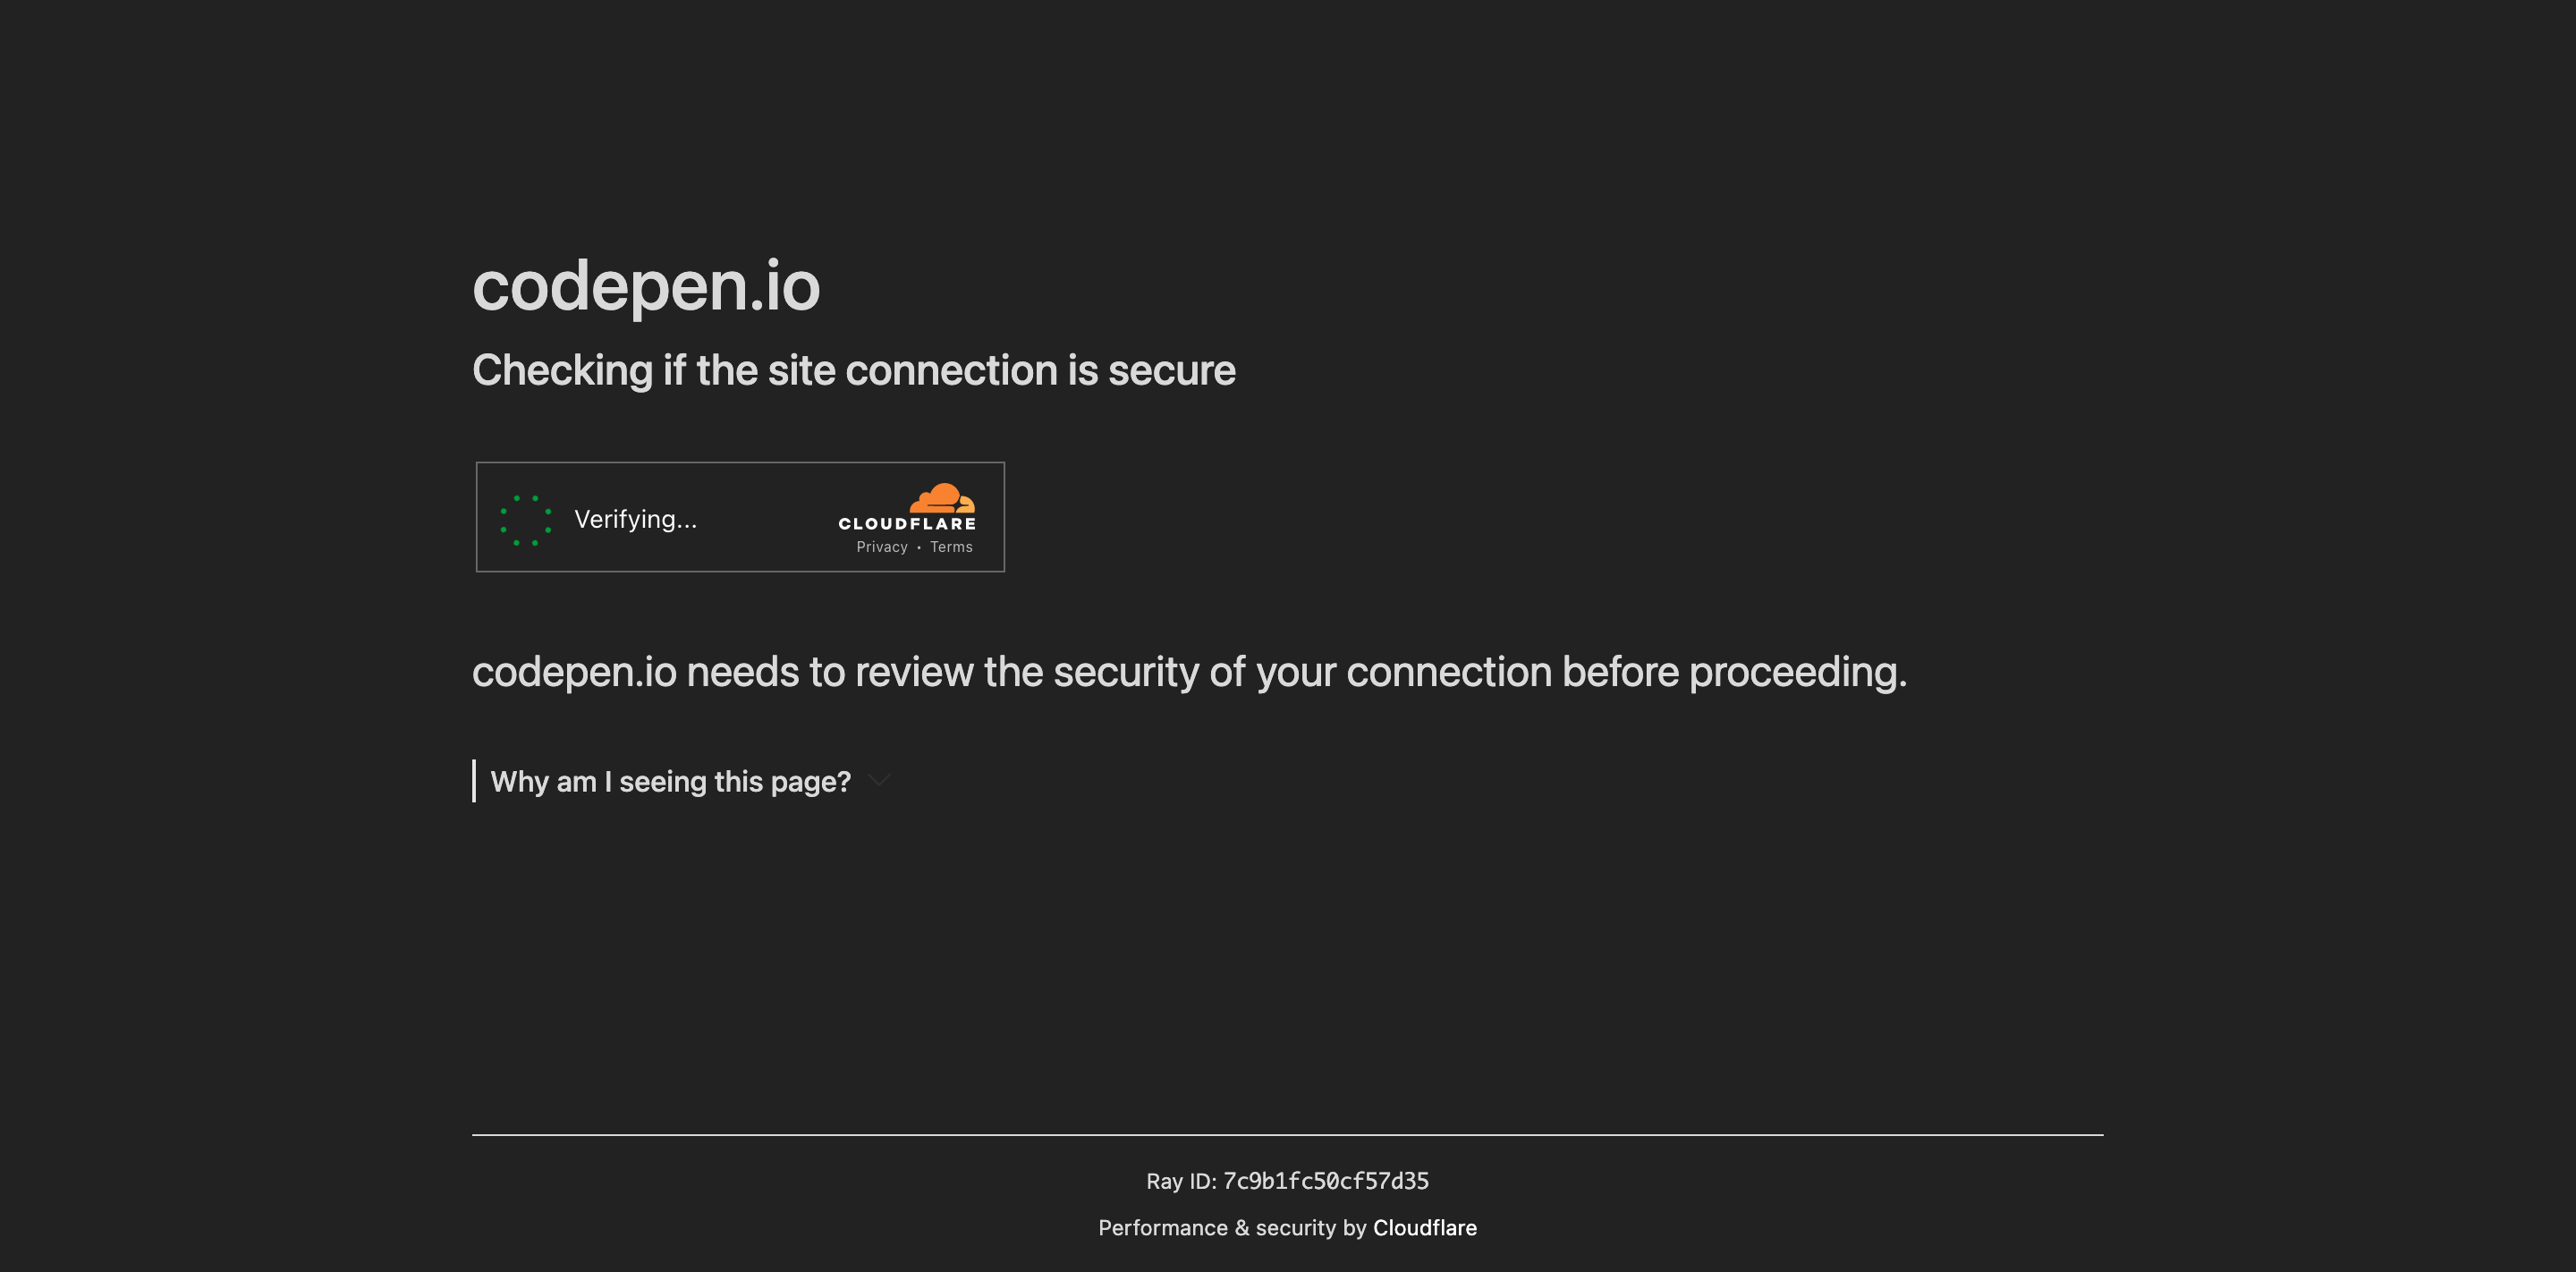 codepen.io
Checking if the site connection is secure
Verifying...
CLOUDFLARE
Privacy • Terms
codepen.io needs to review the security of your connection before proceeding.
Why am I seeing this page?
Ray ID: 7c9b1fc50cf57d35
Performance & security by Cloudflare